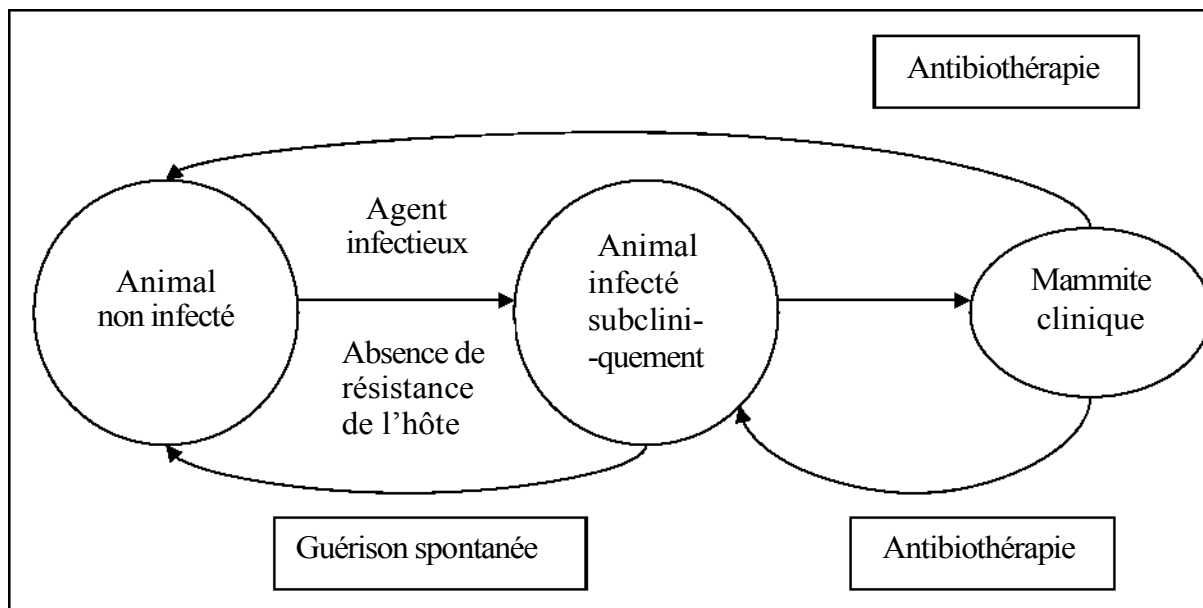 Antibiothérapie
Agent
infectieux
Animal
non infecté
Animal
infecté
subclini-
-quement
Mammite
clinique
Absence de
résistance
de l’hôte
Guérison spontanée
Antibiothérapie